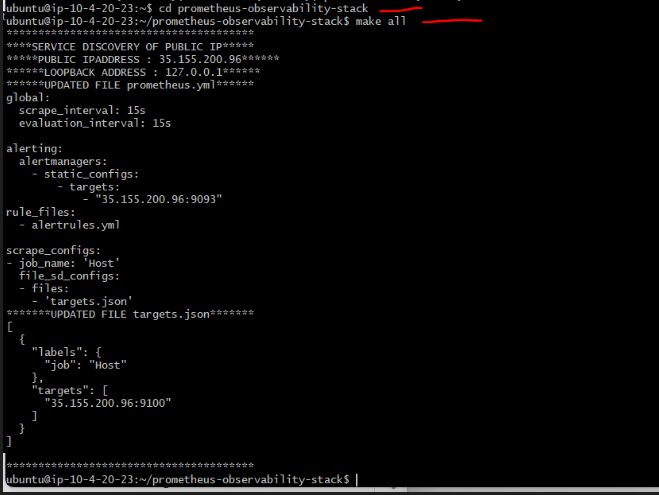 ubuntu@ip-10-4-20-23:~$ cd prometheus-observability-stack
ubuntu@ip-10-4-20-23:~/prometheus-observability-stack$ make all
***************************************
****SERVICE DISCOVERY OF PUBLIC IP*****
*****PUBLIC IPADDRESS : 35.155.200.96******
******LOOPBACK ADDRESS : 127.0.0.1******
******UPDATED FILE prometheus.yml******
global:
  scrape_interval: 15s
  evaluation_interval: 15s

alerting:
  alertmanagers:
    - static_configs:
        - targets:
            - "35.155.200.96:9093"
rule_files:
  - alertrules.yml

scrape_configs:
- job_name: 'Host'
  file_sd_configs:
  - files:
    - 'targets.json'
*******UPDATED FILE targets.json*******
[
  {
    "labels": {
      "job": "Host"
    },
    "targets": [
      "35.155.200.96:9100"
    ]
  }
]

***************************************
ubuntu@ip-10-4-20-23:~/prometheus-observability-stack$